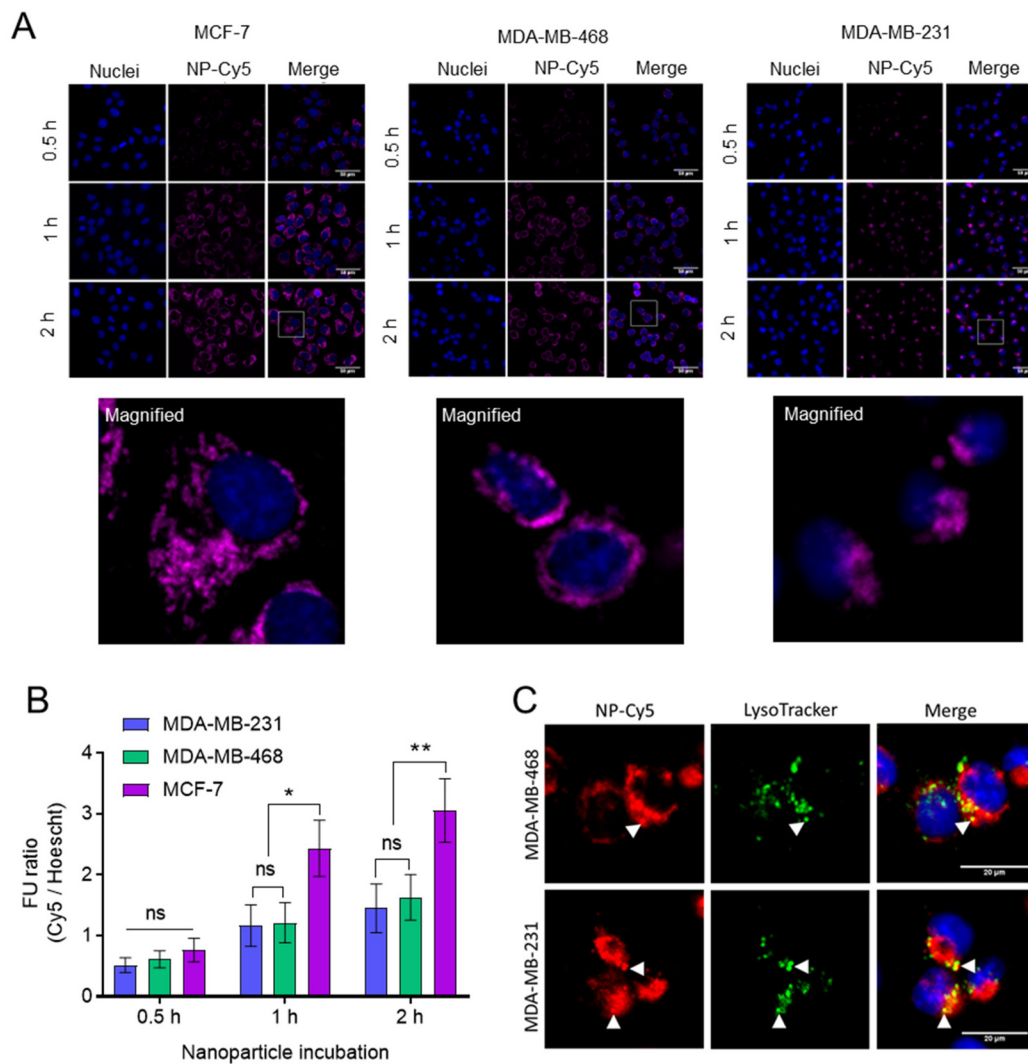 A
MCF-7
MDA-MB-468
MDA-MB-231
Nuclei NP-Cy5 Merge
Nuclei NP-Cy5 Merge
Nuclei NP-Cy5 Merge
0.5 h
0.5 h
0.5 h
1 h
1 h
1 h
2 h
2 h
2 h
Magnified
Magnified
Magnified
B
MDA-MB-231
MDA-MB-468
MCF-7
FU ratio
(Cy5 / Hoescht)
4
3
2
1
0
ns
ns
*
ns
**
0.5 h 1 h 2 h
Nanoparticle incubation
C
NP-Cy5 LysoTracker Merge
MDA-MB-468
20 µm
MDA-MB-231
20 µm